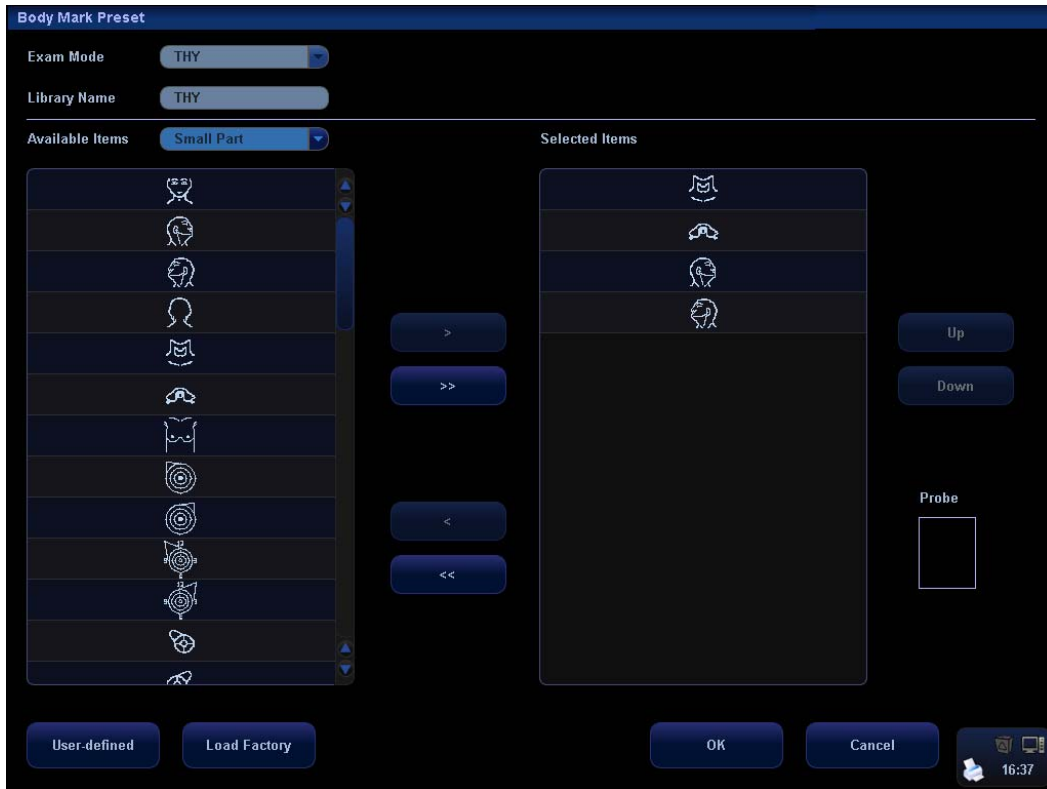 Body Mark Preset
Exam Mode THY
Library Name THY
Available Items Small Part Selected Items
>
Up
>>
Down
Probe
<
<<
User-defined Load Factory OK Cancel
16:37